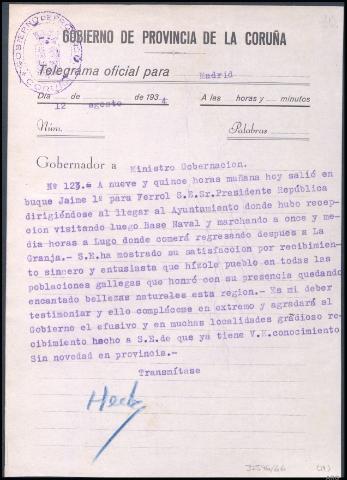 GOBIERNO DE PROVINCIA DE LA CORUÑA
Telegrama oficial para Madrid
Día 12 de agosto de 1934 A las horas y minutos
Núm. Palabras
Gobernador a Ministro Gobernacion.
Nº 123.- A nueve y quince horas mañana hoy salió en
buque Jaime 1º para Ferrol S.E.Sr.Presidente República
dirigiéndose al llegar al Ayuntamiento donde hubo recep-
cion visitando luego Base Naval y marchando a once y me-
dia horas a Lugo donde comerá regresando despues a La
Granja.- S.E.ha mostrado su satisfaccion por recibimien-
to sincero y entusiasta que hízole pueblo en todas las
poblaciones gallegas que honró con su presencia quedando
encantado bellezas naturales esta region.- Es mi deber
testimoniar y ello compláceme en extremo y agradará al
Gobierno el efusivo y en muchas localidades gradioso re-
cibimiento hecho a S.E.de que ya tiene V.E.conocimiento
Sin novedad en provincia.-
Transmítase